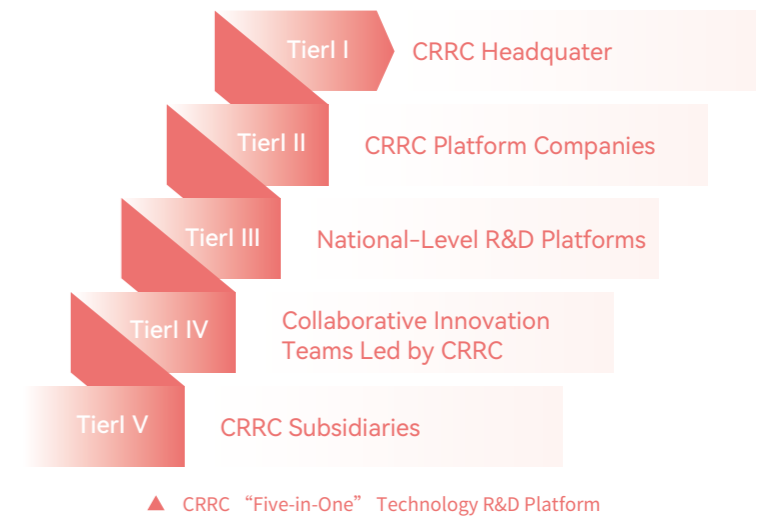 TierI I
CRRC Headquater
TierI II
CRRC Platform Companies
TierI III
National-Level R&D Platforms
TierI IV
Collaborative Innovation
Teams Led by CRRC
TierI V
CRRC Subsidiaries
▲ CRRC “Five-in-One” Technology R&D Platform